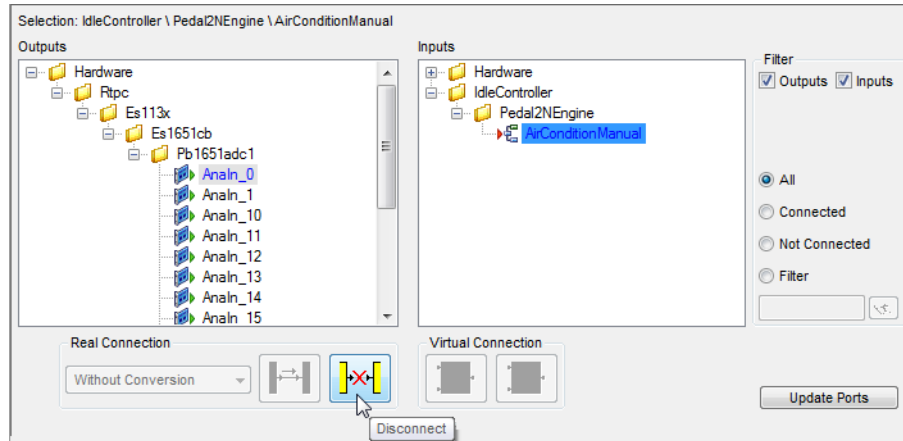 Selection: IdleController \ Pedal2NEngine \ AirConditionManual
Outputs
Inputs
Hardware
Rtpc
Es113x
Es1651cb
Pb1651adc1
AnaIn_0
AnaIn_1
AnaIn_10
AnaIn_11
AnaIn_12
AnaIn_13
AnaIn_14
AnaIn_15
Hardware
IdleController
Pedal2NEngine
AirConditionManual
Filter
Outputs Inputs
All
Connected
Not Connected
Filter
Real Connection
Without Conversion
Virtual Connection
Update Ports
Disconnect